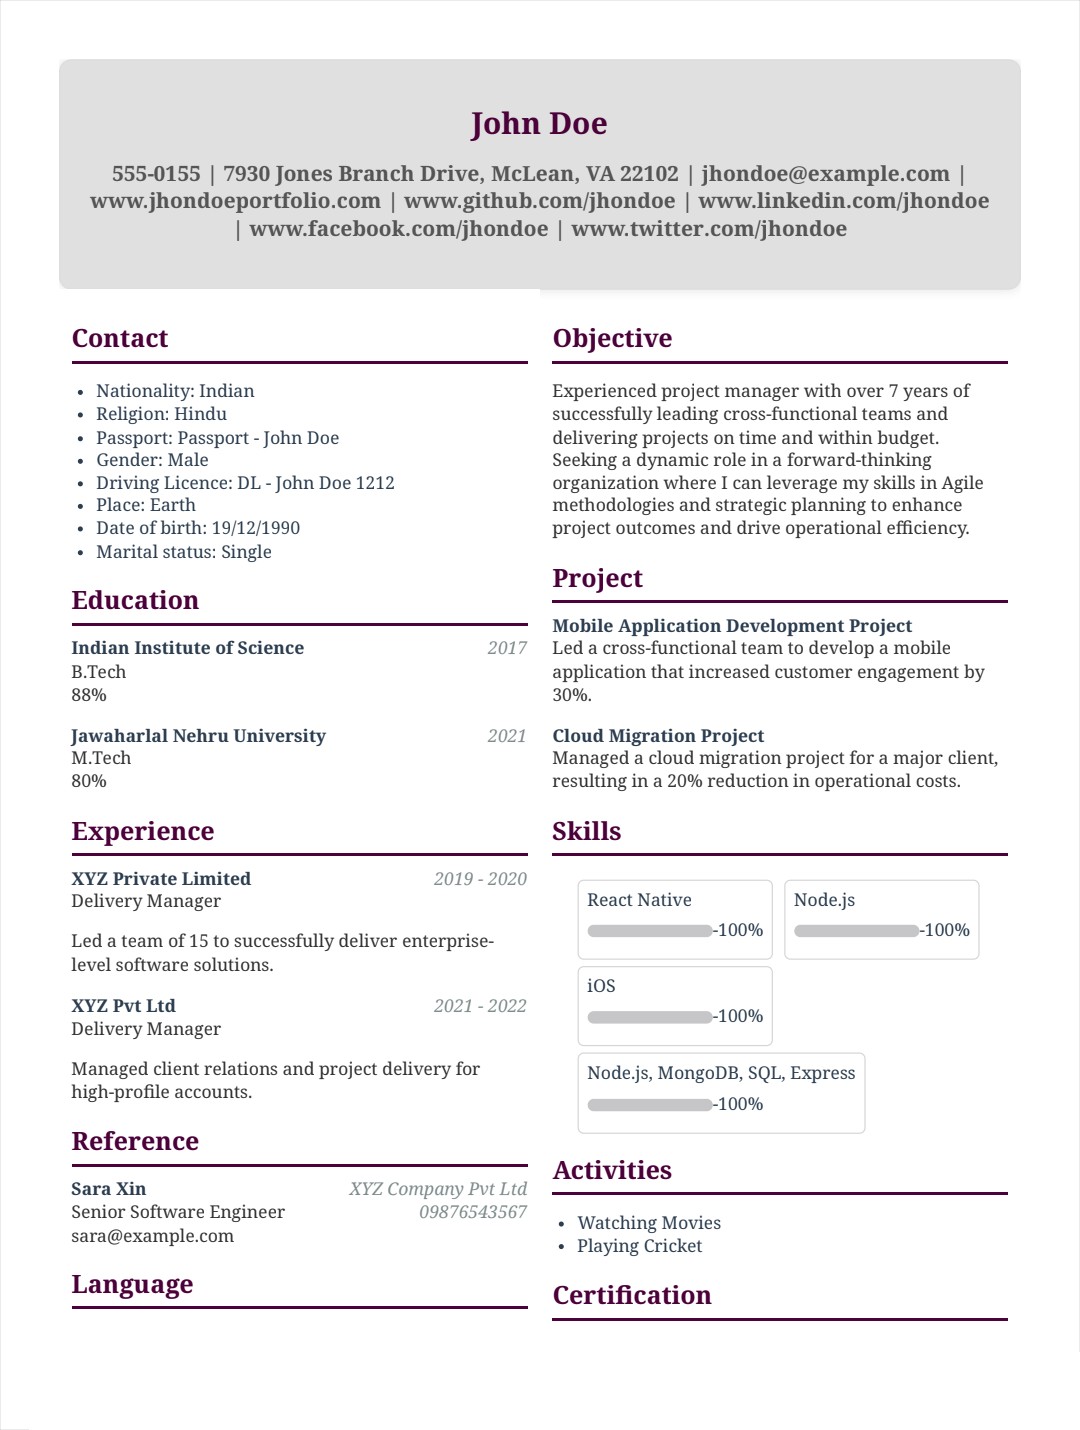 John Doe
555-0155 | 7930 Jones Branch Drive, McLean, VA 22102 | jhondoe@example.com |
www.jhondoeportfolio.com | www.github.com/jhondoe | www.linkedin.com/jhondoe
| www.facebook.com/jhondoe | www.twitter.com/jhondoe
Contact
• Nationality: Indian
• Religion: Hindu
• Passport: Passport - John Doe
• Gender: Male
• Driving Licence: DL - John Doe 1212
• Place: Earth
• Date of birth: 19/12/1990
• Marital status: Single
Education
Indian Institute of Science 2017
B.Tech
88%
Jawaharlal Nehru University 2021
M.Tech
80%
Experience
XYZ Private Limited 2019 - 2020
Delivery Manager
Led a team of 15 to successfully deliver enterprise-
level software solutions.
XYZ Pvt Ltd 2021 - 2022
Delivery Manager
Managed client relations and project delivery for
high-profile accounts.
Reference
Sara Xin XYZ Company Pvt Ltd
Senior Software Engineer 09876543567
sara@example.com
Language
Objective
Experienced project manager with over 7 years of
successfully leading cross-functional teams and
delivering projects on time and within budget.
Seeking a dynamic role in a forward-thinking
organization where I can leverage my skills in Agile
methodologies and strategic planning to enhance
project outcomes and drive operational efficiency.
Project
Mobile Application Development Project
Led a cross-functional team to develop a mobile
application that increased customer engagement by
30%.
Cloud Migration Project
Managed a cloud migration project for a major client,
resulting in a 20% reduction in operational costs.
Skills
React Native
-100%
Node.js
-100%
iOS
-100%
Node.js, MongoDB, SQL, Express
-100%
Activities
• Watching Movies
• Playing Cricket
Certification